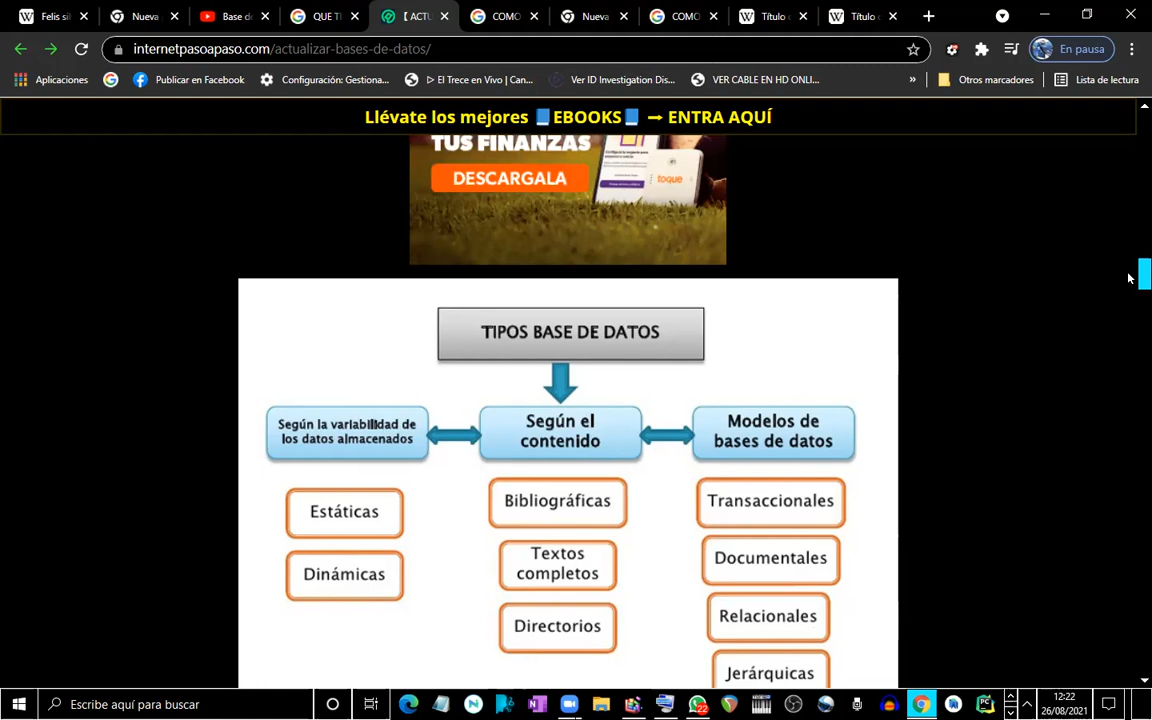 Felis sil
Nueva
Base de
QUE T
[ ACTU
COMO
Nueva
COMO
Título c
Título c
internetpasoapaso.com/actualizar-bases-de-datos/
En pausa
Aplicaciones
Publicar en Facebook
Configuración: Gestiona...
▷ El Trece en Vivo | Can...
Ver ID Investigation Dis...
VER CABLE EN HD ONLI...
»
Otros marcadores
Lista de lectura
Llévate los mejores 📘EBOOKS📘 → ENTRA AQUÍ
TUS FINANZAS
DESCARGALA
toque
TIPOS BASE DE DATOS
Según la variabilidad de
los datos almacenados
Según el
contenido
Modelos de
bases de datos
Estáticas
Dinámicas
Bibliográficas
Textos
completos
Directorios
Transaccionales
Documentales
Relacionales
Jerárquicas
Escribe aquí para buscar
22
12:22
26/08/2021